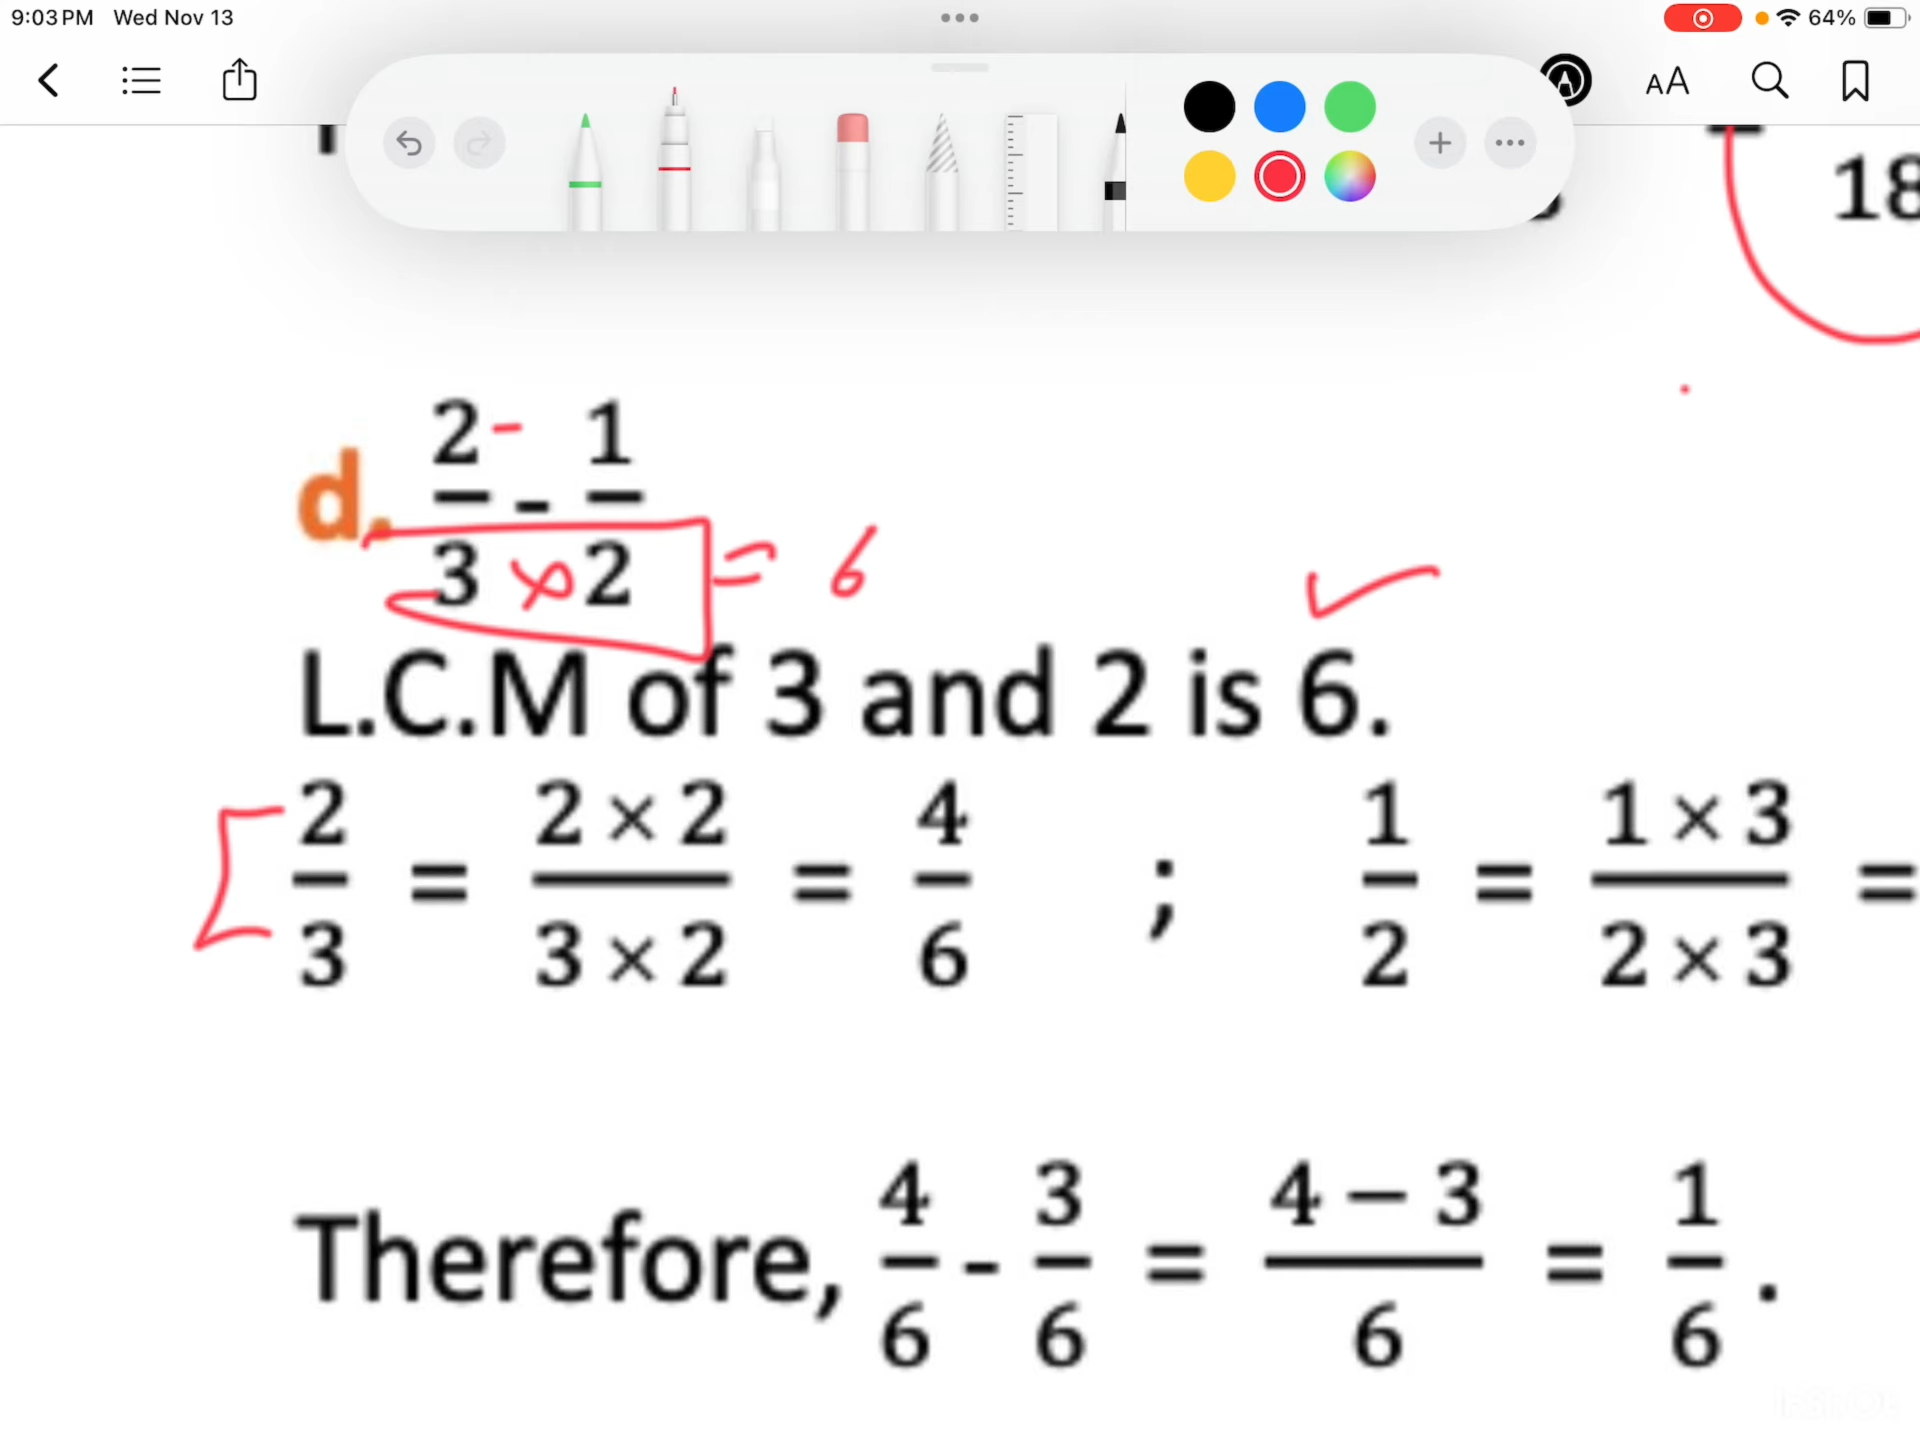 9:03 PM Wed Nov 13
64%
AA
18
d. 2/3 - 1/2
-
× = 6
L.C.M of 3 and 2 is 6.
2/3 = (2 × 2)/(3 × 2) = 4/6 ; 1/2 = (1 × 3)/(2 × 3) =
Therefore, 4/6 - 3/6 = (4 – 3)/6 = 1/6.